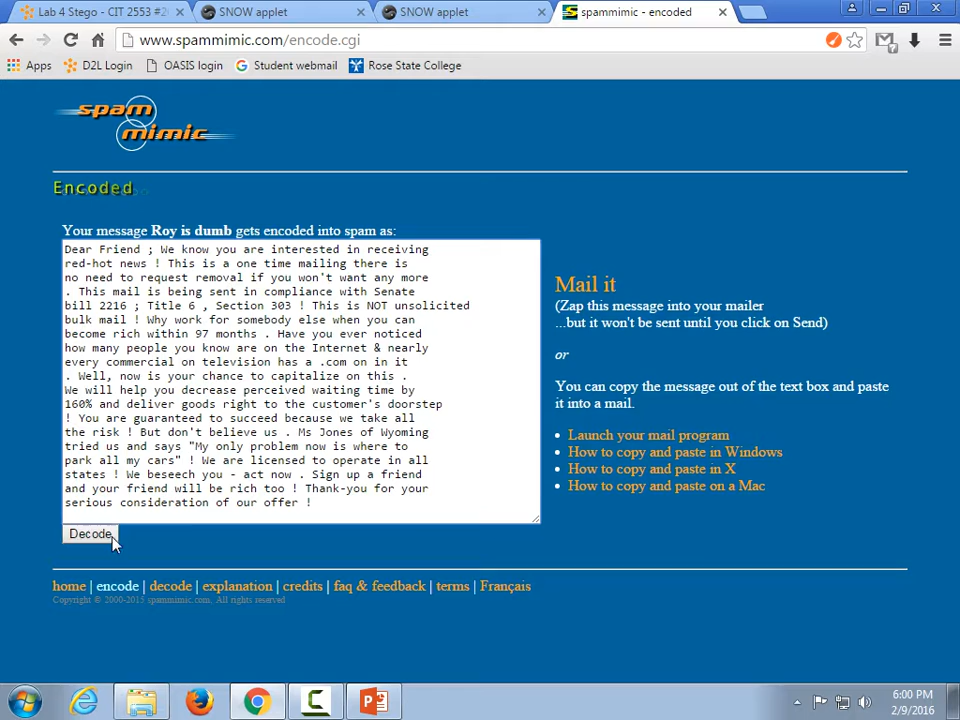 Lab 4 Stego - CIT 2553 #2
SNOW applet
SNOW applet
spammimic - encoded
www.spammimic.com/encode.cgi
Apps
D2L Login
OASIS login
Student webmail
Rose State College
spam
mimic
Encoded
Your message Roy is dumb gets encoded into spam as:
Dear Friend ; We know you are interested in receiving
red-hot news ! This is a one time mailing there is
no need to request removal if you won't want any more
. This mail is being sent in compliance with Senate
bill 2216 ; Title 6 , Section 303 ! This is NOT unsolicited
bulk mail ! Why work for somebody else when you can
become rich within 97 months . Have you ever noticed
how many people you know are on the Internet & nearly
every commercial on television has a .com on in it
. Well, now is your chance to capitalize on this .
We will help you decrease perceived waiting time by
160% and deliver goods right to the customer's doorstep
! You are guaranteed to succeed because we take all
the risk ! But don't believe us . Ms Jones of Wyoming
tried us and says "My only problem now is where to
park all my cars" ! We are licensed to operate in all
states ! We beseech you - act now . Sign up a friend
and your friend will be rich too ! Thank-you for your
serious consideration of our offer !
Decode
Mail it
(Zap this message into your mailer
...but it won't be sent until you click on Send)
or
You can copy the message out of the text box and paste
it into a mail.
Launch your mail program
How to copy and paste in Windows
How to copy and paste in X
How to copy and paste on a Mac
home | encode | decode | explanation | credits | faq & feedback | terms | Français
Copyright © 2000-2015 spammimic.com, All rights reserved
6:00 PM
2/9/2016